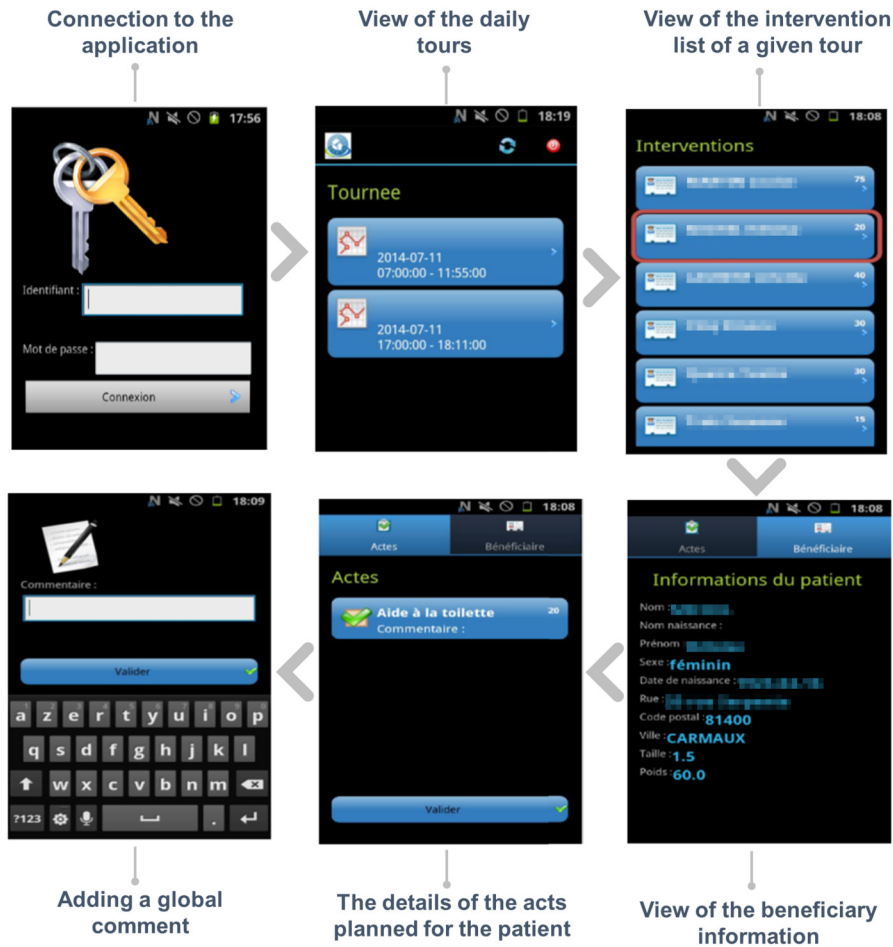 Connection to the
application
View of the daily
tours
View of the intervention
list of a given tour
17:56
Identifiant :
Mot de passe :
Connexion
18:19
Tournee
2014-07-11
07:00:00 - 11:55:00
2014-07-11
17:00:00 - 18:11:00
18:08
Interventions
75
20
40
30
30
15
18:09
Commentaire :
Valider
a z e r t y u i o p
q s d f g h j k l
w x c v b n m
?123 .
18:08
Actes Bénéficiaire
Actes
Aide à la toilette 20
Commentaire :
Valider
18:08
Actes Bénéficiaire
Informations du patient
Nom :
Nom naissance :
Prénom :
Sexe : féminin
Date de naissance :
Rue :
Code postal : 81400
Ville : CARMAUX
Taille : 1.5
Poids : 60.0
Adding a global
comment
The details of the acts
planned for the patient
View of the beneficiary
information